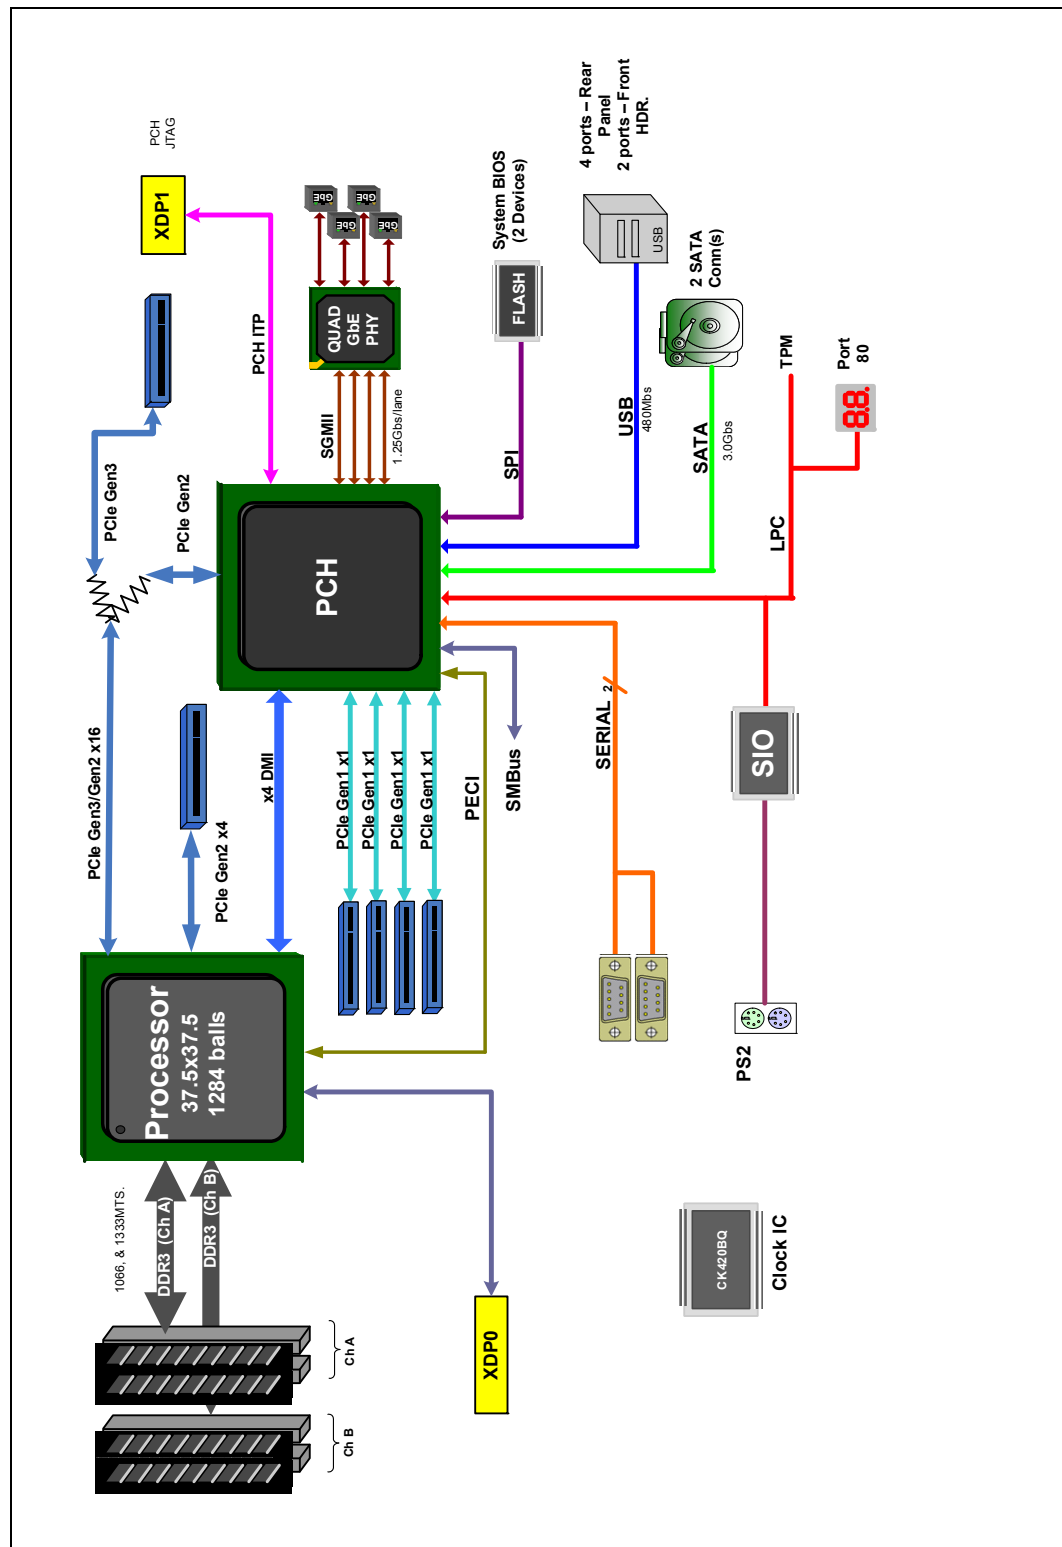 PCH
JTAG
XDP1
PCH ITP
PCIe Gen3
PCIe Gen2
PCIe Gen3/Gen2 x16
PCIe Gen2 x4
x4 DMI
QUAD
GbE
PHY
GbE
GbE
GbE
GbE
SGMII
1.25Gbs/lane
System BIOS
(2 Devices)
FLASH
SPI
4 ports – Rear
Panel
2 ports – Front
HDR.
USB
USB
480Mbs
2 SATA
Conn(s)
SATA
3.0Gbs
TPM
Port
80
8.8.
LPC
PCH
PCIe Gen1 x1
PCIe Gen1 x1
PCIe Gen1 x1
PCIe Gen1 x1
PECI
SMBus
SERIAL
2
SIO
PS2
Processor
37.5x37.5
1284 balls
1066, & 1333MTS.
DDR3 (Ch A)
DDR3 (Ch B)
Ch A
Ch B
XDP0
CK420BQ
Clock IC